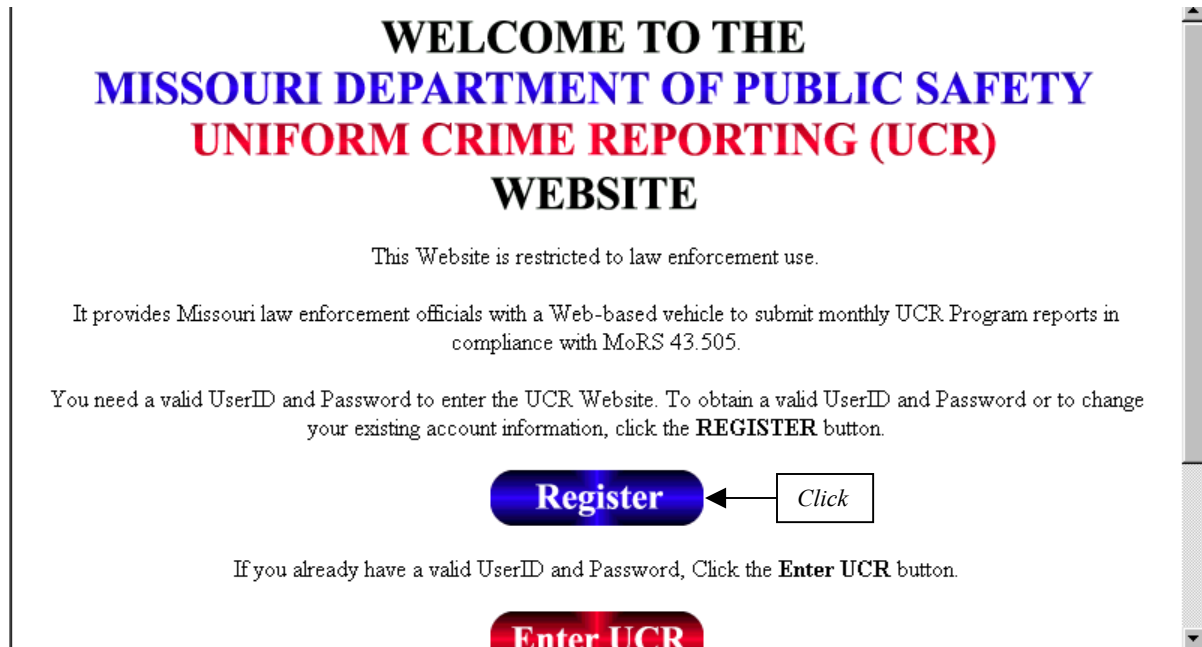 WELCOME TO THE
MISSOURI DEPARTMENT OF PUBLIC SAFETY
UNIFORM CRIME REPORTING (UCR)
WEBSITE
This Website is restricted to law enforcement use.
It provides Missouri law enforcement officials with a Web-based vehicle to submit monthly UCR Program reports in
compliance with MoRS 43.505.
You need a valid UserID and Password to enter the UCR Website. To obtain a valid UserID and Password or to change
your existing account information, click the REGISTER button.
Register
Click
If you already have a valid UserID and Password, Click the Enter UCR button.
Enter UCR